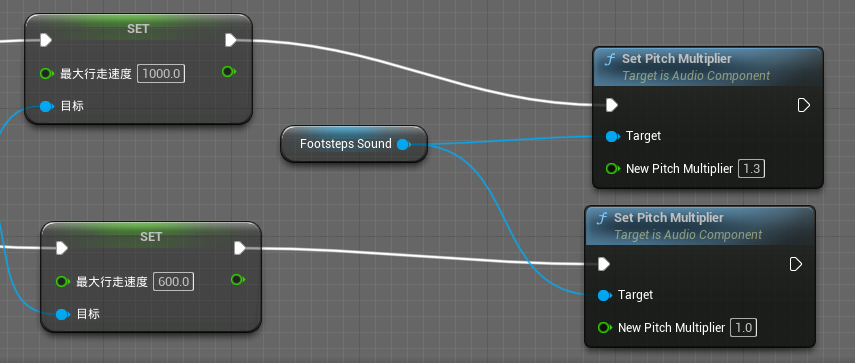 SET
最大行走速度 1000.0
目标
Set Pitch Multiplier
Target is Audio Component
Target
New Pitch Multiplier 1.3
Footsteps Sound
SET
最大行走速度 600.0
目标
Set Pitch Multiplier
Target is Audio Component
Target
New Pitch Multiplier 1.0